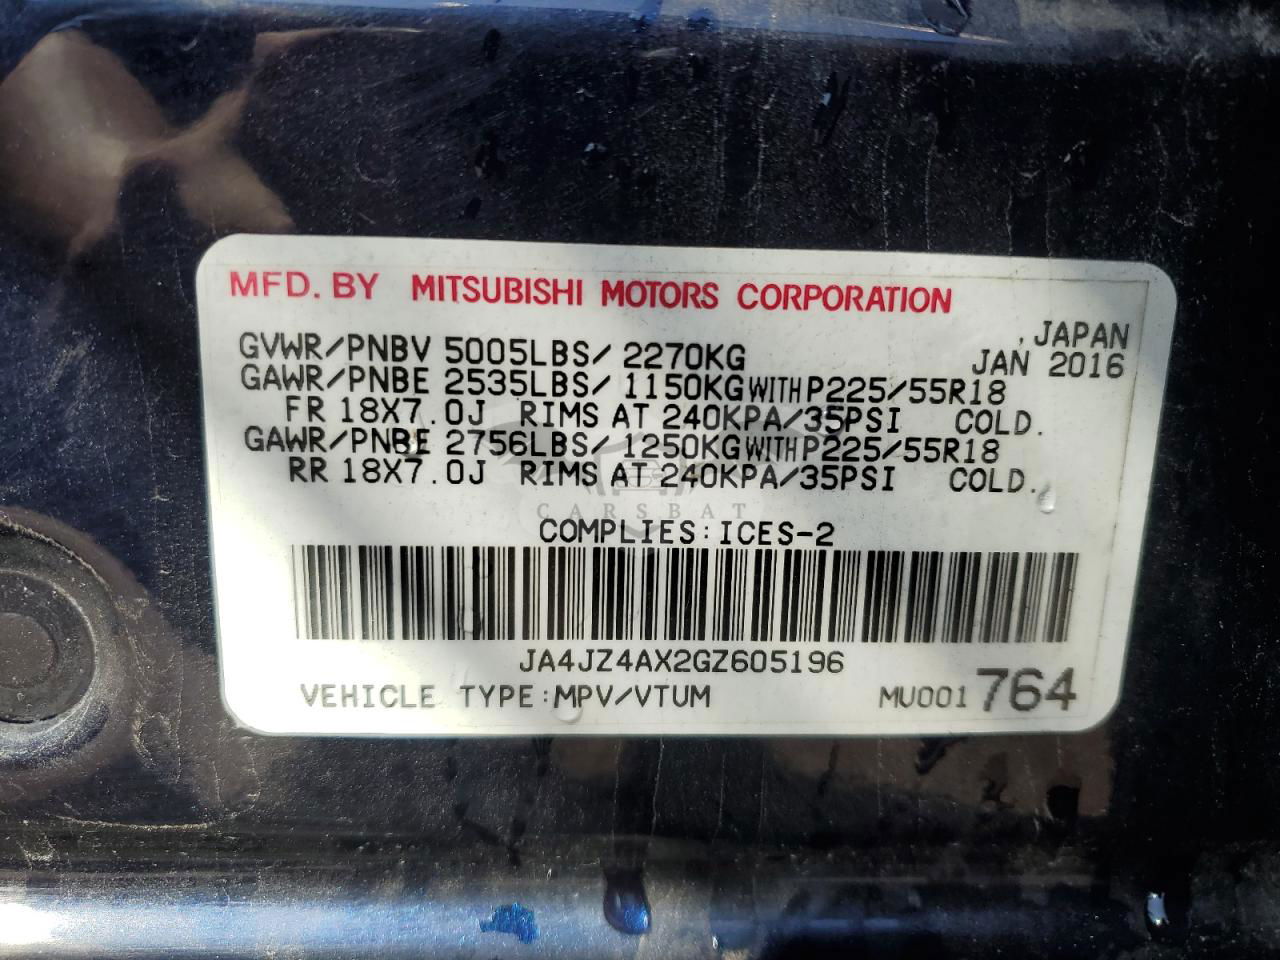 MFD. BY MITSUBISHI MOTORS CORPORATION
, JAPAN
GVWR/PNBV 5005LBS/ 2270KG JAN 2016
GAWR/PNBE 2535LBS/ 1150KG WITH P225/55R18
FR 18X7.0J RIMS AT 240KPA/35PSI COLD.
GAWR/PNBE 2756LBS/ 1250KG WITH P225/55R18
RR 18X7.0J RIMS AT 240KPA/35PSI COLD.
CARSBAT
COMPLIES:ICES-2
JA4JZ4AX2GZ605196
VEHICLE TYPE:MPV/VTUM MU001 764